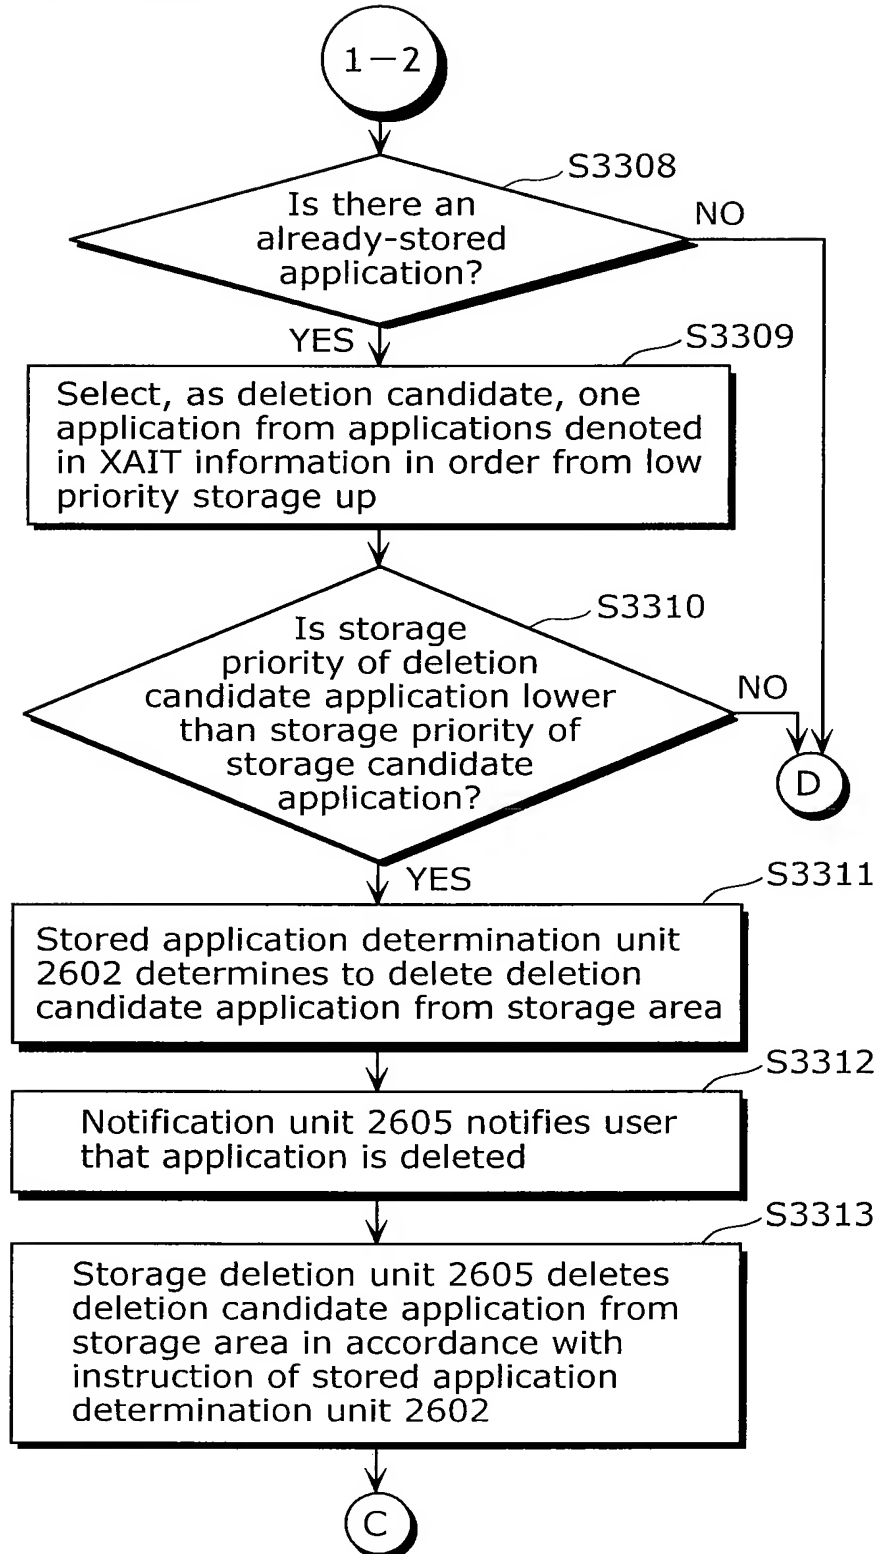 1−2
S3308
Is there an
already-stored
application?
NO
YES
S3309
Select, as deletion candidate, one
application from applications denoted
in XAIT information in order from low
priority storage up
S3310
Is storage
priority of deletion
candidate application lower
than storage priority of
storage candidate
application?
NO
D
YES
S3311
Stored application determination unit
2602 determines to delete deletion
candidate application from storage area
S3312
Notification unit 2605 notifies user
that application is deleted
S3313
Storage deletion unit 2605 deletes
deletion candidate application from
storage area in accordance with
instruction of stored application
determination unit 2602
C